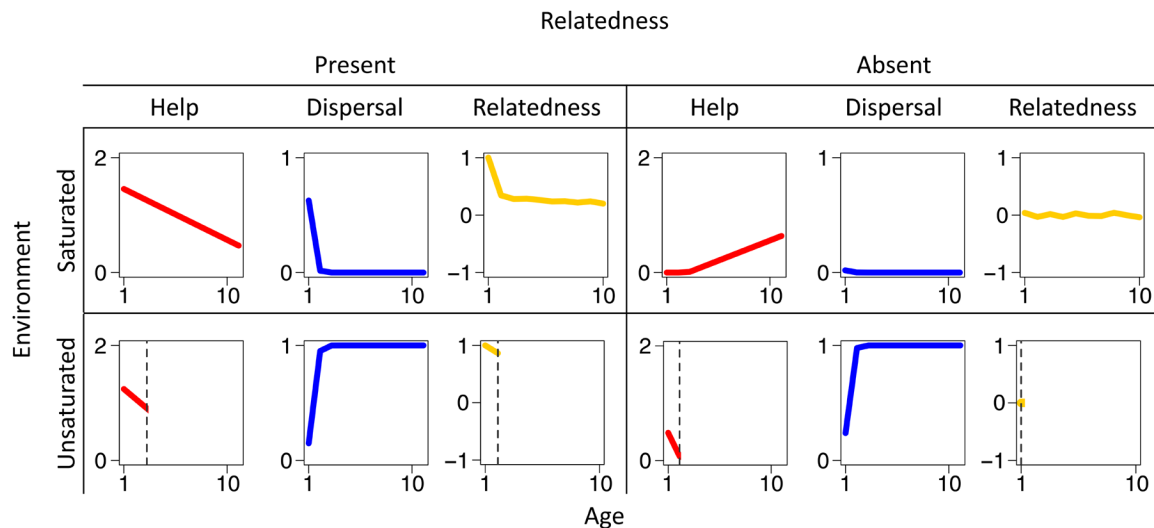 Relatedness
Present Absent
Help Dispersal Relatedness Help Dispersal Relatedness
Environment
Saturated
2 1 1 2 1 1
0 0
0 0 −1 0 0 −1
1 10 1 10 1 10 1 10 1 10 1 10
Unsaturated
2 1 1 2 1 1
0 0
0 0 −1 0 0 −1
1 10 1 10 1 10 1 10 1 10 1 10
Age